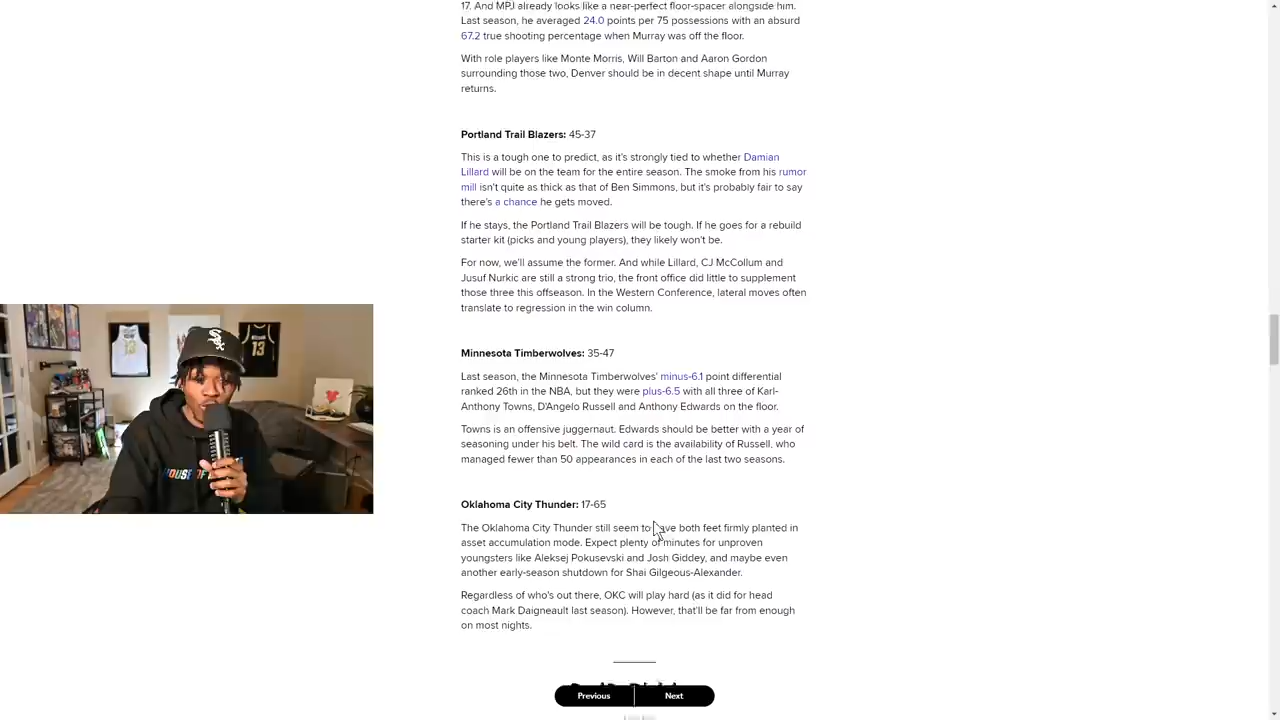 17. And MPJ already looks like a near-perfect floor-spacer alongside him.
Last season, he averaged 24.0 points per 75 possessions with an absurd
67.2 true shooting percentage when Murray was off the floor.
With role players like Monte Morris, Will Barton and Aaron Gordon
surrounding those two, Denver should be in decent shape until Murray
returns.
Portland Trail Blazers: 45-37
This is a tough one to predict, as it's strongly tied to whether Damian
Lillard will be on the team for the entire season. The smoke from his rumor
mill isn't quite as thick as that of Ben Simmons, but it's probably fair to say
there's a chance he gets moved.
If he stays, the Portland Trail Blazers will be tough. If he goes for a rebuild
starter kit (picks and young players), they likely won't be.
For now, we'll assume the former. And while Lillard, CJ McCollum and
Jusuf Nurkic are still a strong trio, the front office did little to supplement
those three this offseason. In the Western Conference, lateral moves often
translate to regression in the win column.
Minnesota Timberwolves: 35-47
Last season, the Minnesota Timberwolves' minus-6.1 point differential
ranked 26th in the NBA, but they were plus-6.5 with all three of Karl-
Anthony Towns, D'Angelo Russell and Anthony Edwards on the floor.
Towns is an offensive juggernaut. Edwards should be better with a year of
seasoning under his belt. The wild card is the availability of Russell, who
managed fewer than 50 appearances in each of the last two seasons.
Oklahoma City Thunder: 17-65
The Oklahoma City Thunder still seem to have both feet firmly planted in
asset accumulation mode. Expect plenty of minutes for unproven
youngsters like Aleksej Pokusevski and Josh Giddey, and maybe even
another early-season shutdown for Shai Gilgeous-Alexander.
Regardless of who's out there, OKC will play hard (as it did for head
coach Mark Daigneault last season). However, that'll be far from enough
on most nights.
Previous
Next
Sox
13
13
HOUSE OF